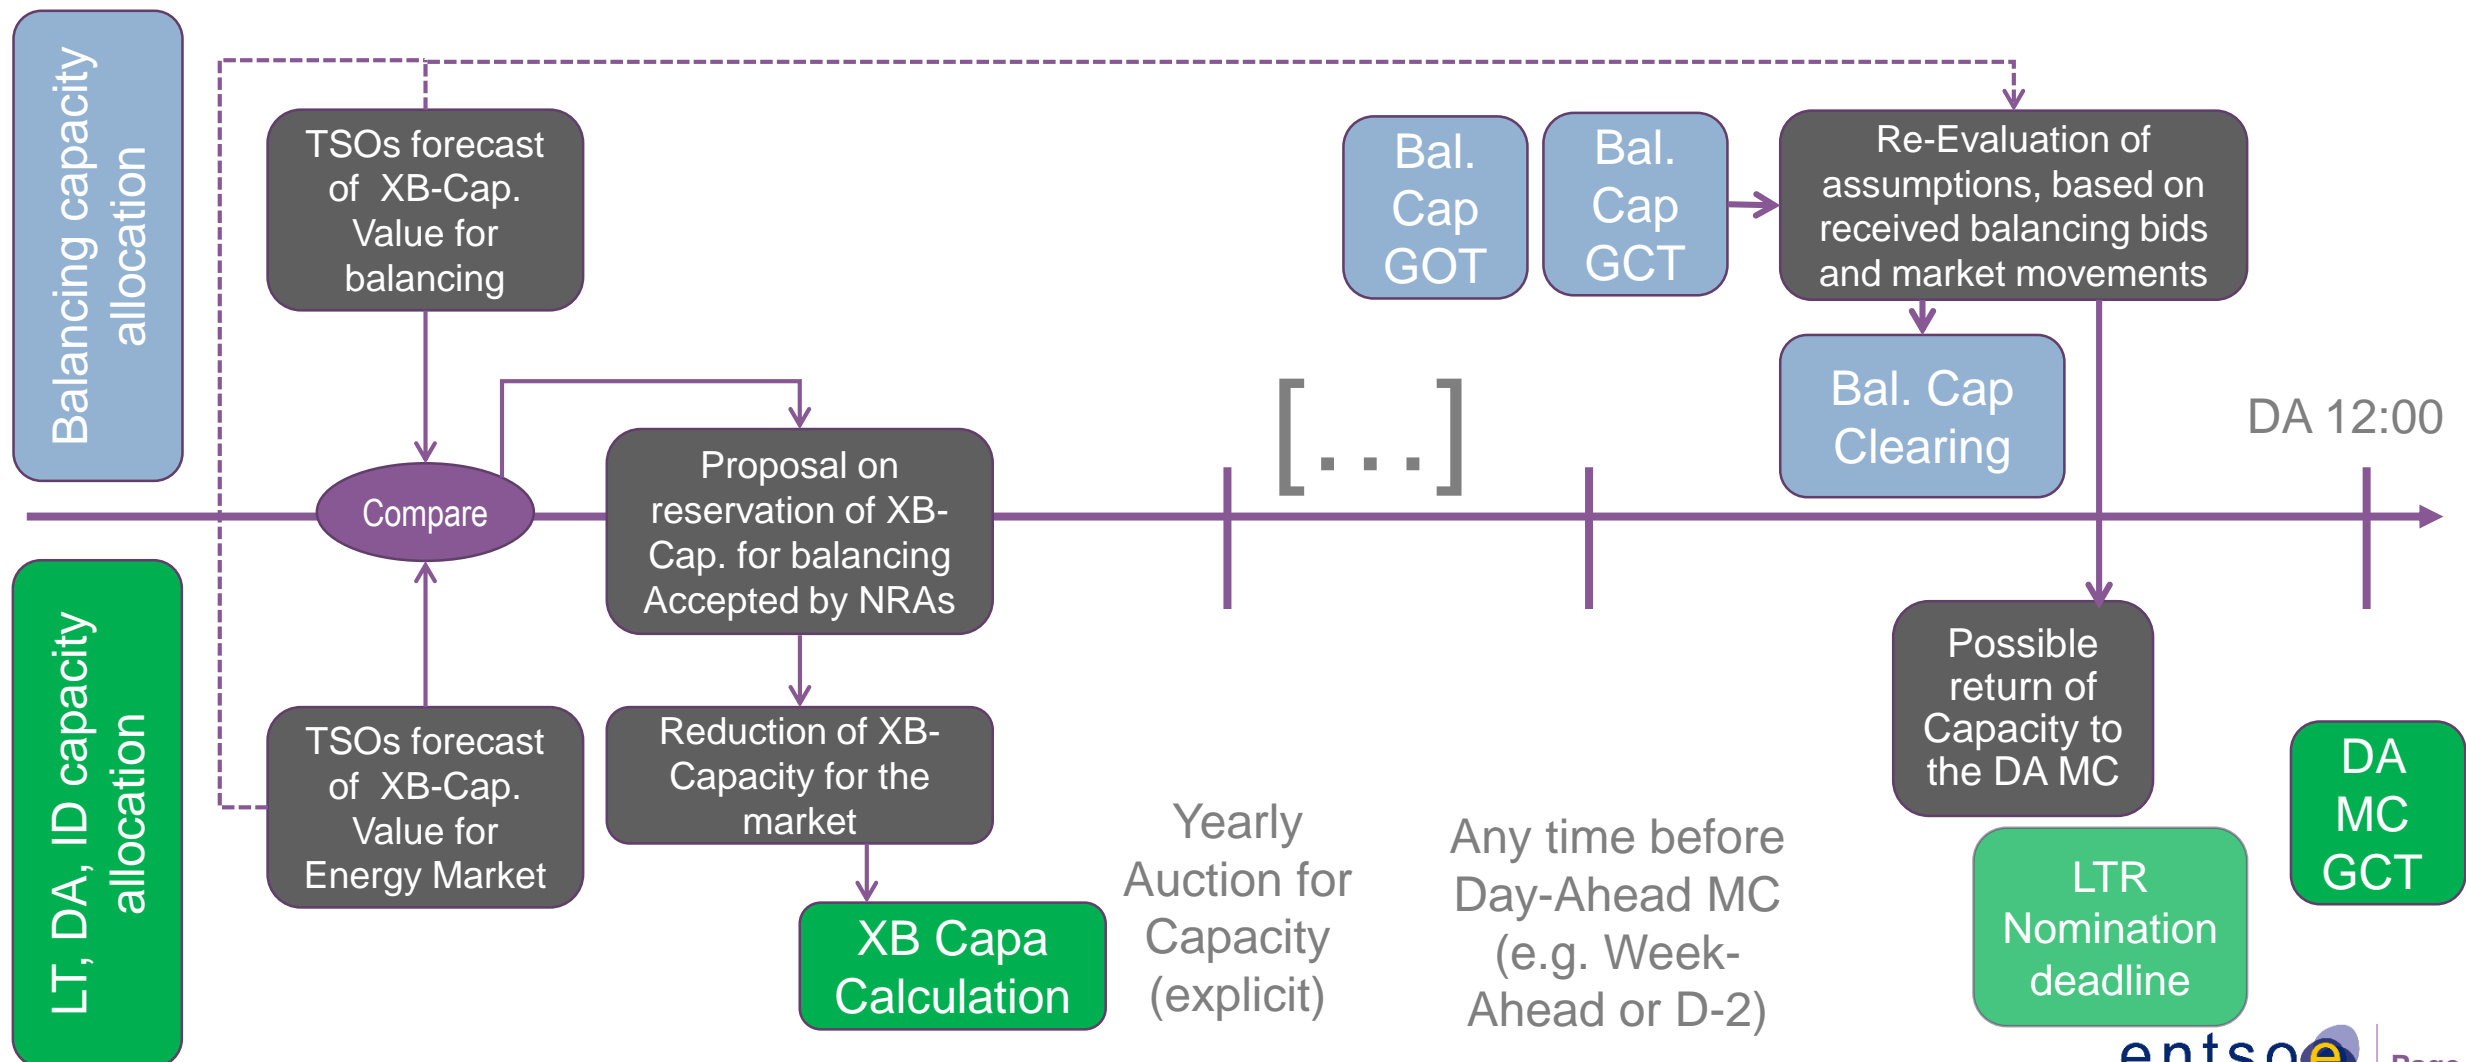 Balancing capacity
allocation
TSOs forecast
of XB-Cap.
Value for
balancing
Bal.
Cap
GOT
Bal.
Cap
GCT
Re-Evaluation of
assumptions, based on
received balancing bids
and market movements
Bal. Cap
Clearing
[...]
DA 12:00
Compare
Proposal on
reservation of XB-
Cap. for balancing
Accepted by NRAs
LT, DA, ID capacity
allocation
TSOs forecast
of XB-Cap.
Value for
Energy Market
Reduction of XB-
Capacity for the
market
XB Capa
Calculation
Yearly
Auction for
Capacity
(explicit)
Any time before
Day-Ahead MC
(e.g. Week-
Ahead or D-2)
Possible
return of
Capacity to
the DA MC
LTR
Nomination
deadline
DA
MC
GCT
entsoe
Page